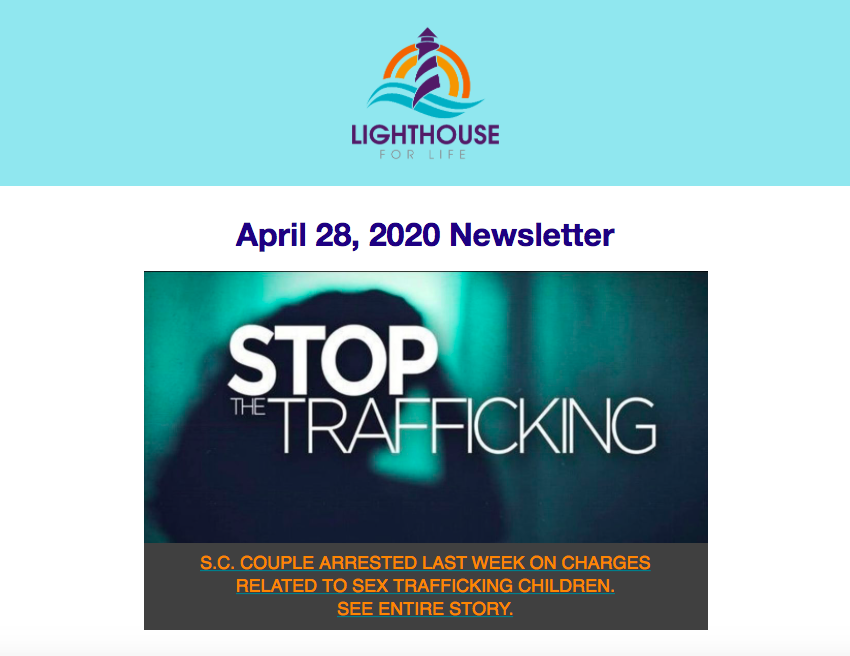 LIGHTHOUSE
FOR LIFE
April 28, 2020 Newsletter
STOP
THE TRAFFICKING
S.C. COUPLE ARRESTED LAST WEEK ON CHARGES
RELATED TO SEX TRAFFICKING CHILDREN.
SEE ENTIRE STORY.